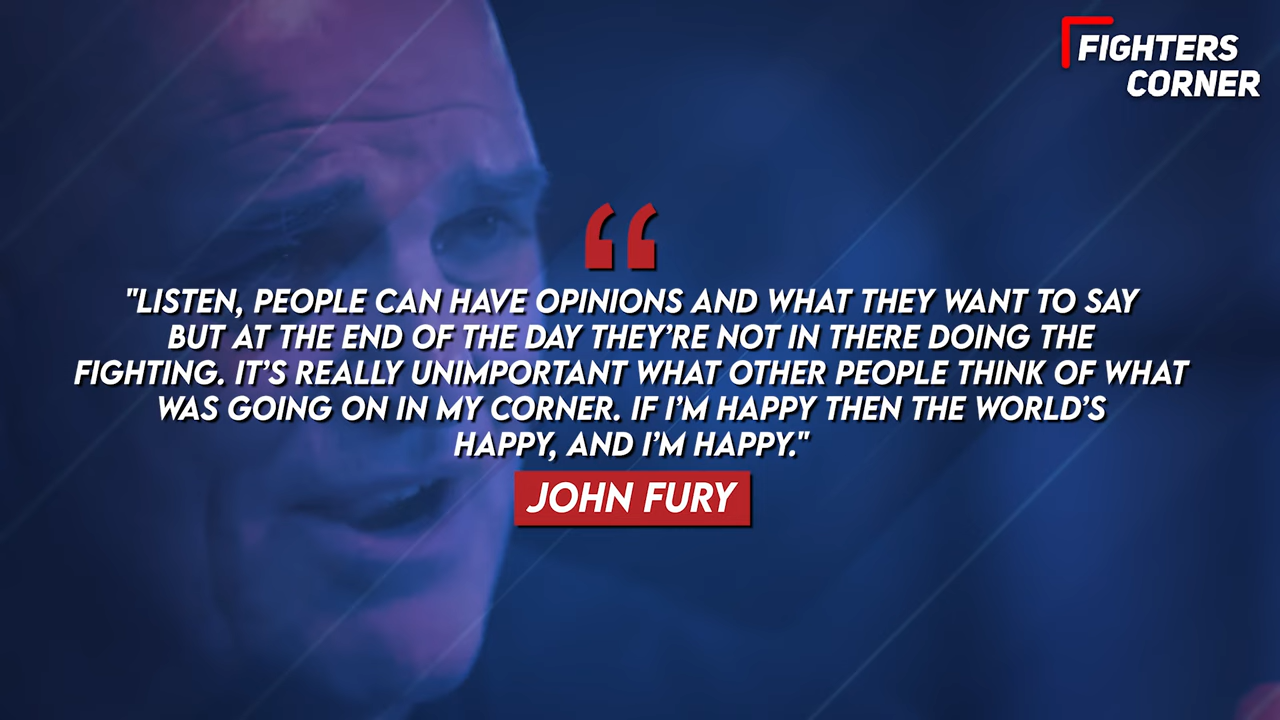 FIGHTERS
CORNER
"LISTEN, PEOPLE CAN HAVE OPINIONS AND WHAT THEY WANT TO SAY
BUT AT THE END OF THE DAY THEY’RE NOT IN THERE DOING THE
FIGHTING. IT’S REALLY UNIMPORTANT WHAT OTHER PEOPLE THINK OF WHAT
WAS GOING ON IN MY CORNER. IF I’M HAPPY THEN THE WORLD’S
HAPPY, AND I’M HAPPY."
JOHN FURY